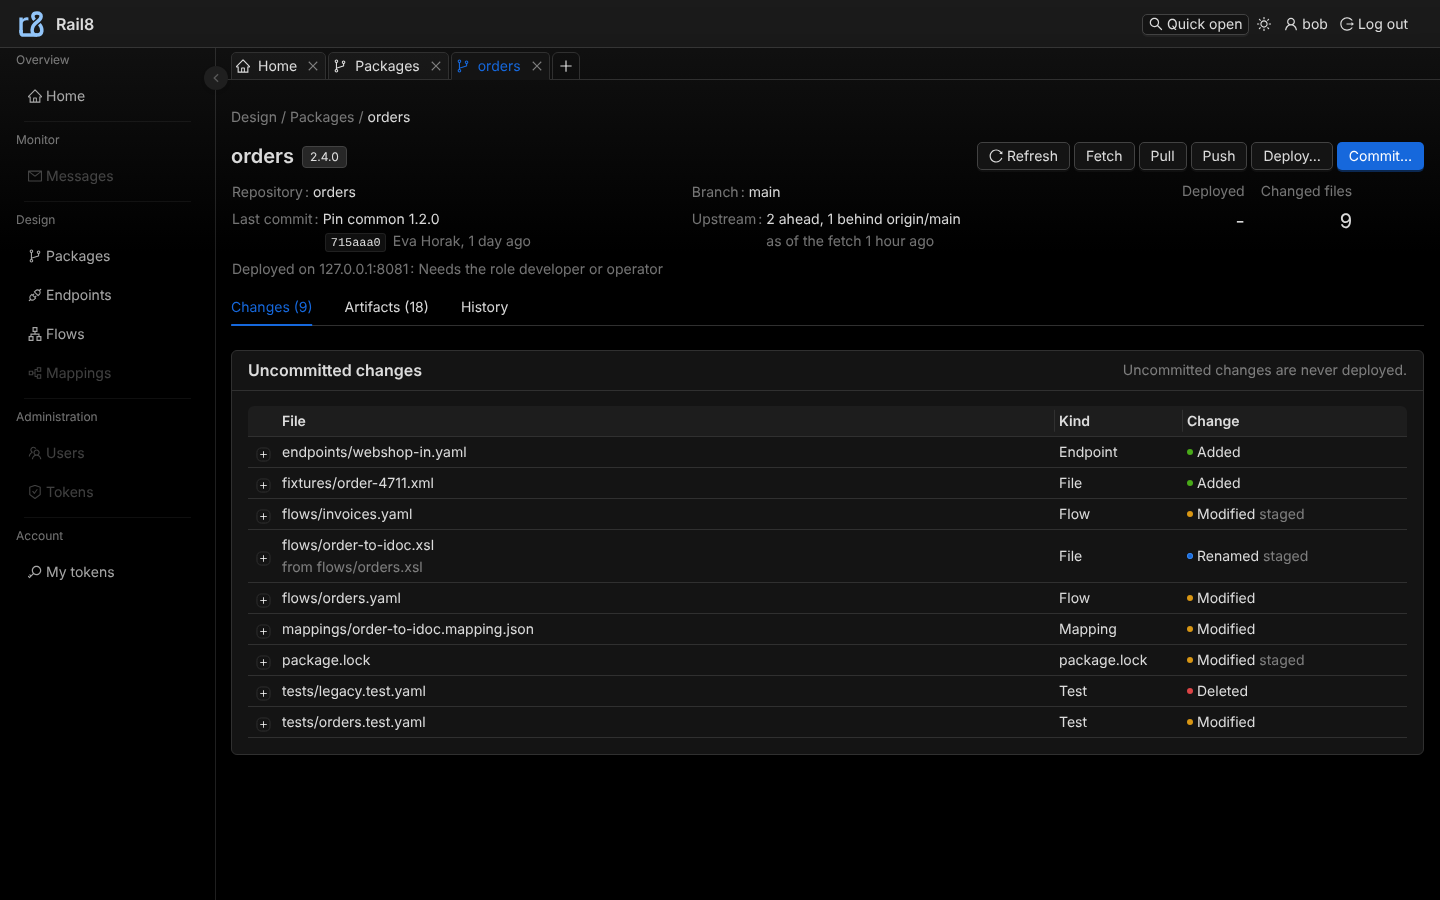 Rail8
Quick open
bob
Log out
Overview
Home
Monitor
Messages
Design
Packages
Endpoints
Flows
Mappings
Administration
Users
Tokens
Account
My tokens
Home
Packages
orders
Design / Packages / orders
orders 2.4.0
Refresh
Fetch
Pull
Push
Deploy...
Commit...
Repository: orders
Branch: main
Deployed
-
Changed files
9
Last commit: Pin common 1.2.0
715aaa0 Eva Horak, 1 day ago
Upstream: 2 ahead, 1 behind origin/main
as of the fetch 1 hour ago
Deployed on 127.0.0.1:8081: Needs the role developer or operator
Changes (9)
Artifacts (18)
History
Uncommitted changes
Uncommitted changes are never deployed.
File Kind Change
endpoints/webshop-in.yaml Endpoint Added
fixtures/order-4711.xml File Added
flows/invoices.yaml Flow Modified staged
flows/order-to-idoc.xsl
from flows/orders.xsl
File Renamed staged
flows/orders.yaml Flow Modified
mappings/order-to-idoc.mapping.json Mapping Modified
package.lock package.lock Modified staged
tests/legacy.test.yaml Test Deleted
tests/orders.test.yaml Test Modified